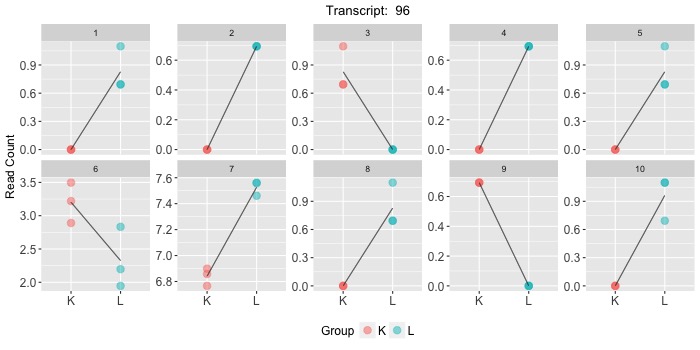 Transcript: 96
1 2 3 4 5
0.9 0.6 0.3 0.0
0.6 0.4 0.2 0.0
0.9 0.6 0.3 0.0
0.6 0.4 0.2 0.0
0.9 0.6 0.3 0.0
Read Count
6 7 8 9 10
3.5 3.0 2.5 2.0
7.6 7.4 7.2 7.0 6.8
0.9 0.6 0.3 0.0
0.6 0.4 0.2 0.0
0.9 0.6 0.3 0.0
K L K L K L K L K L
Group K L